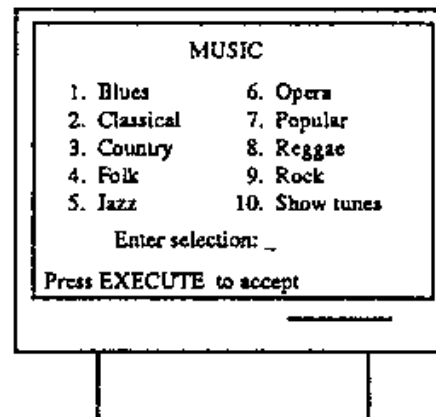 MUSIC
1. Blues 6. Opera
2. Classical 7. Popular
3. Country 8. Reggae
4. Folk 9. Rock
5. Jazz 10. Show tunes
Enter selection: _
Press EXECUTE to accept